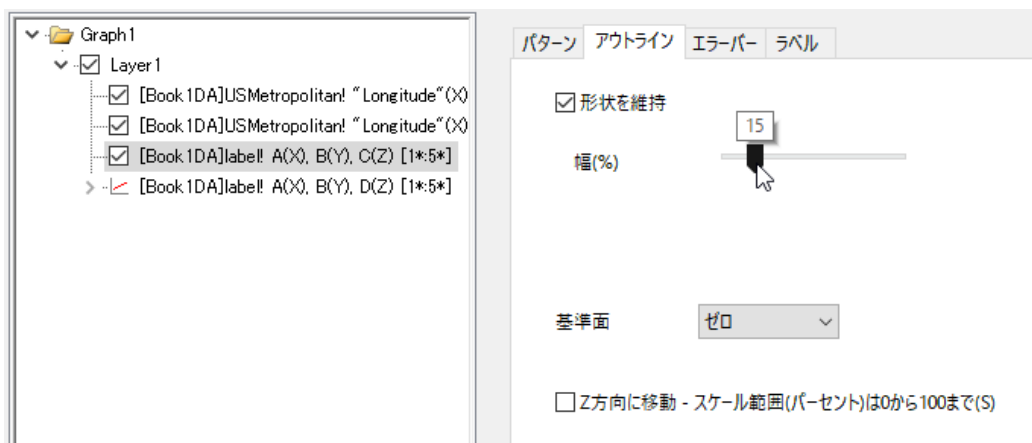 Graph1
Layer1
[Book1DA]USMetropolitan! "Longitude"(X)
[Book1DA]USMetropolitan! "Longitude"(X)
[Book1DA]label! A(X), B(Y), C(Z) [1*:5*]
[Book1DA]label! A(X), B(Y), D(Z) [1*:5*]
パターン アウトライン エラーバー ラベル
形状を維持
15
幅(%)
基準面 ゼロ
Z方向に移動 - スケール範囲(パーセント)は0から100まで(S)